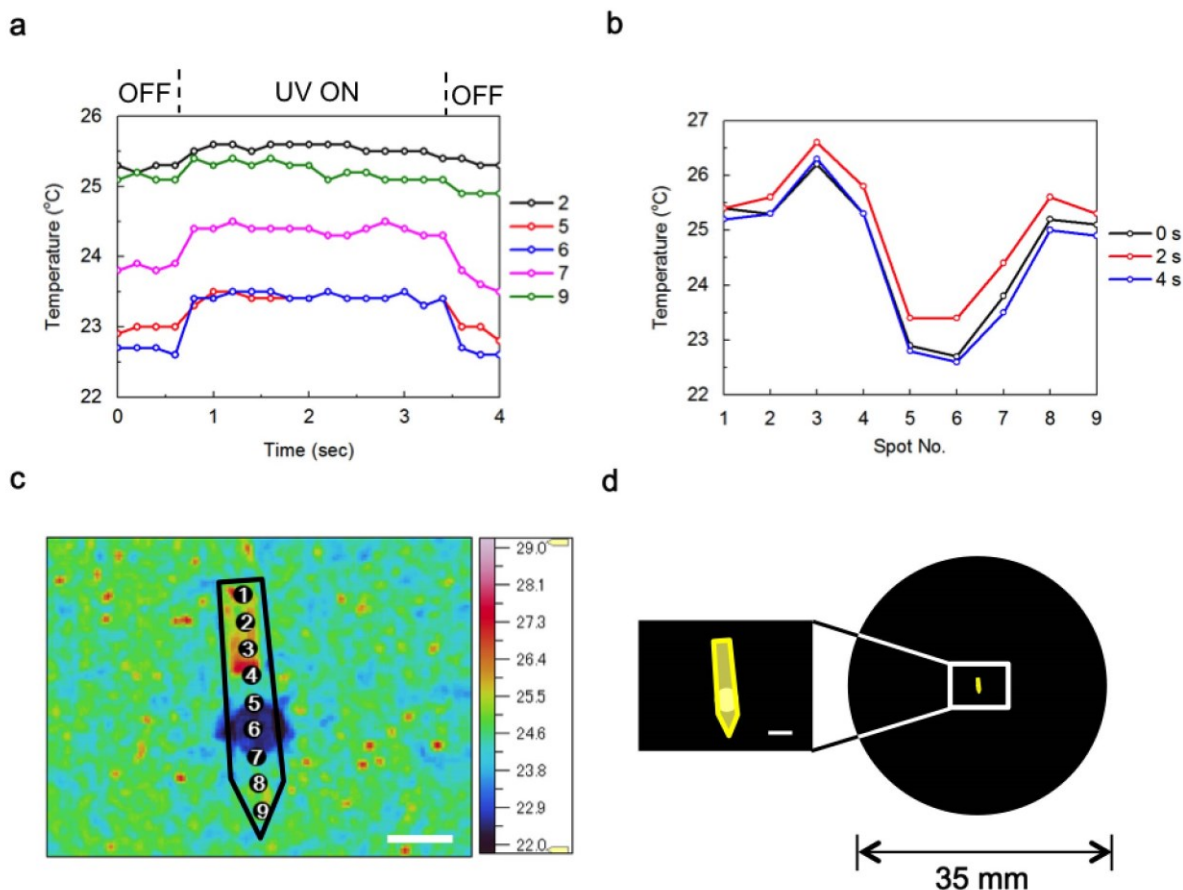 a
OFF UV ON OFF
26
25
24
23
22
Temperature (°C)
0 1 2 3 4
Time (sec)
2
5
6
7
9
b
27
26
25
24
23
22
Temperature (°C)
1 2 3 4 5 6 7 8 9
Spot No.
0 s
2 s
4 s
c
1
2
3
4
5
6
7
8
9
29.0
28.1
27.3
26.4
25.5
24.6
23.8
22.9
22.0
d
35 mm